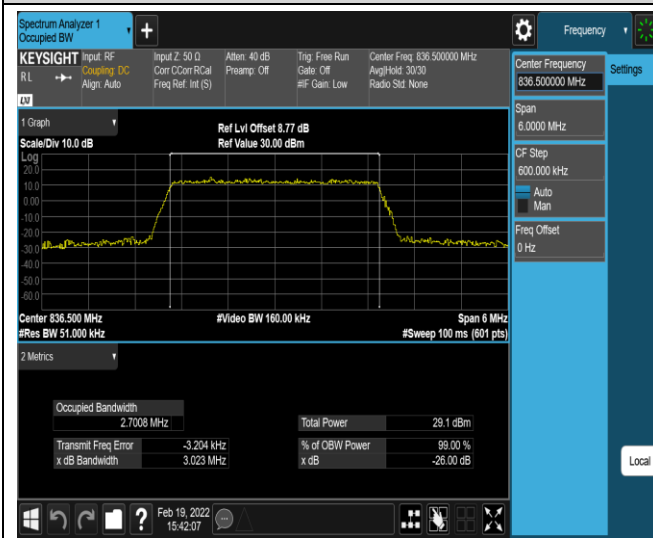 Spectrum Analyzer 1
Occupied BW
+
Frequency
KEYSIGHT
RL
LXI
Input: RF
Coupling: DC
Align: Auto
Input Z: 50 Ω
Corr CCorr RCal
Freq Ref: Int (S)
Atten: 40 dB
Preamp: Off
Trig: Free Run
Gate: Off
#IF Gain: Low
Center Freq: 836.500000 MHz
Avg|Hold: 30/30
Radio Std: None
Center Frequency
836.500000 MHz
Settings
Span
6.0000 MHz
CF Step
600.000 kHz
Auto
Man
Freq Offset
0 Hz
1 Graph
Scale/Div 10.0 dB
Ref Lvl Offset 8.77 dB
Ref Value 30.00 dBm
Log
20.0
10.0
0.00
-10.0
-20.0
-30.0
-40.0
-50.0
-60.0
Center 836.500 MHz
#Video BW 160.00 kHz
Span 6 MHz
#Res BW 51.000 kHz
#Sweep 100 ms (601 pts)
2 Metrics
Occupied Bandwidth
2.7008 MHz
Total Power 29.1 dBm
Transmit Freq Error -3.204 kHz
% of OBW Power 99.00 %
x dB Bandwidth 3.023 MHz
x dB -26.00 dB
Local
?
Feb 19, 2022
15:42:07